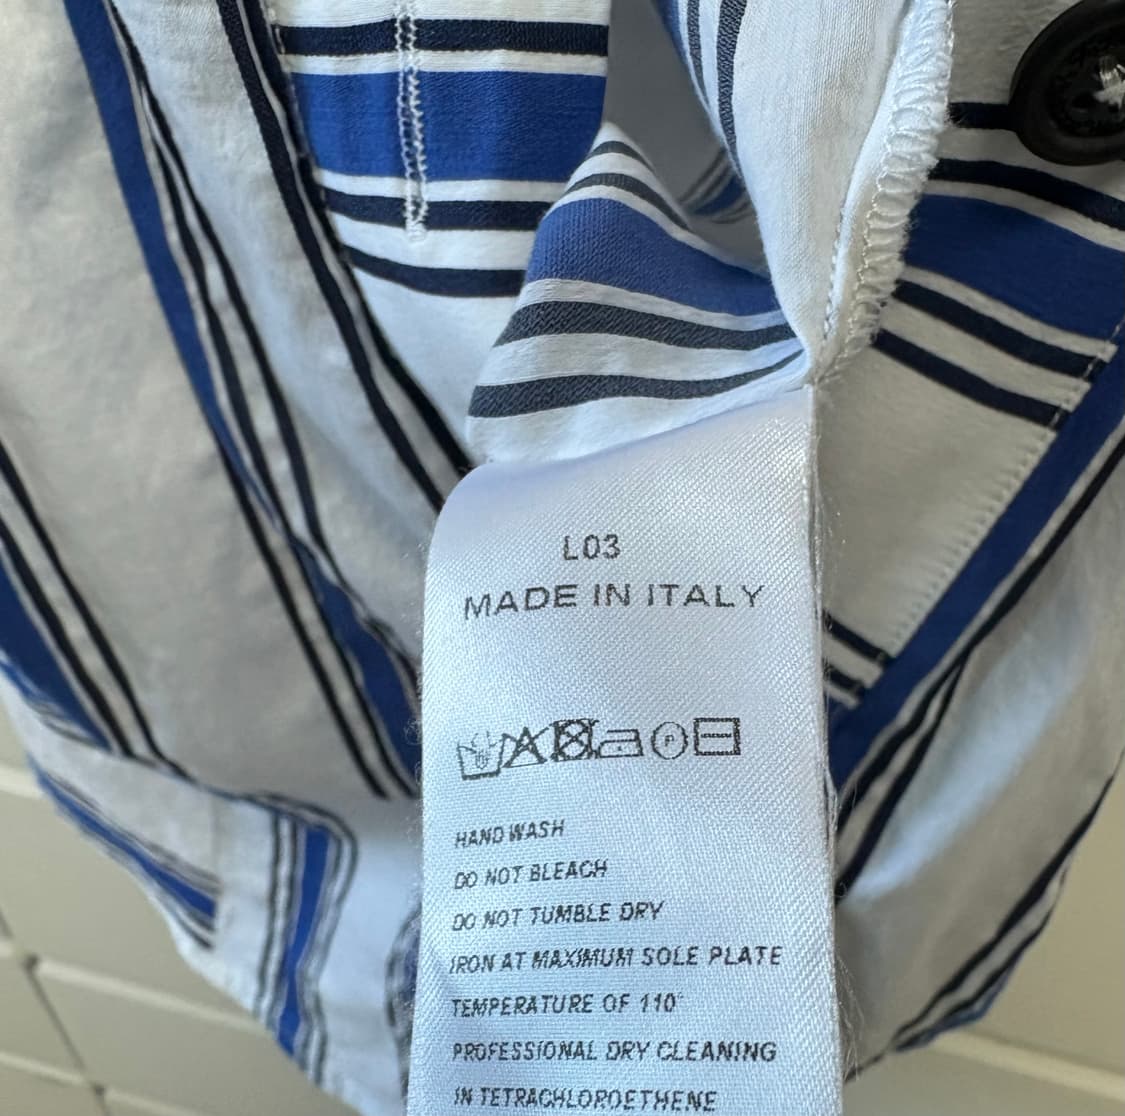 L03
MADE IN ITALY
P
HAND WASH
DO NOT BLEACH
DO NOT TUMBLE DRY
IRON AT MAXIMUM SOLE PLATE
TEMPERATURE OF 110°
PROFESSIONAL DRY CLEANING
IN TETRACHLOROETHENE